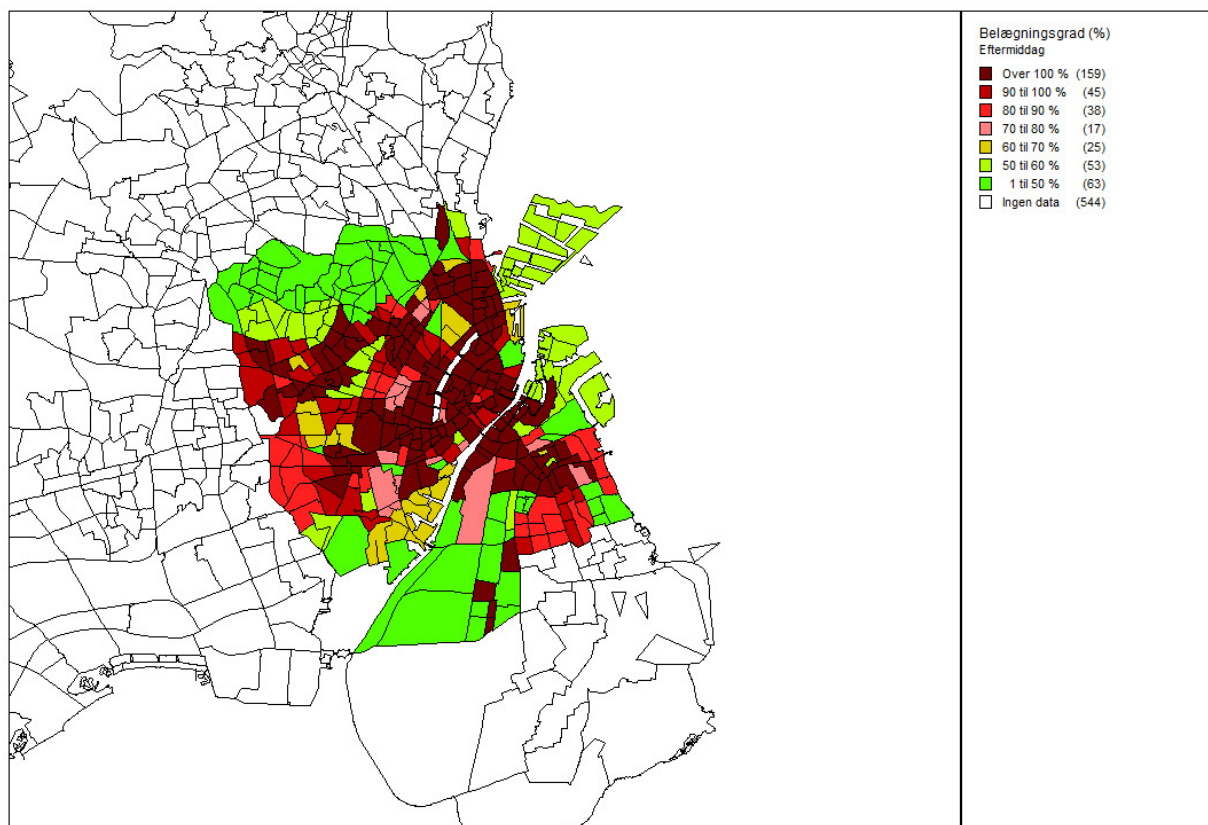 Belægningsgrad (%)
Eftermiddag
Over 100 % (159)
90 til 100 % (45)
80 til 90 % (38)
70 til 80 % (17)
60 til 70 % (25)
50 til 60 % (53)
1 til 50 % (63)
Ingen data (544)